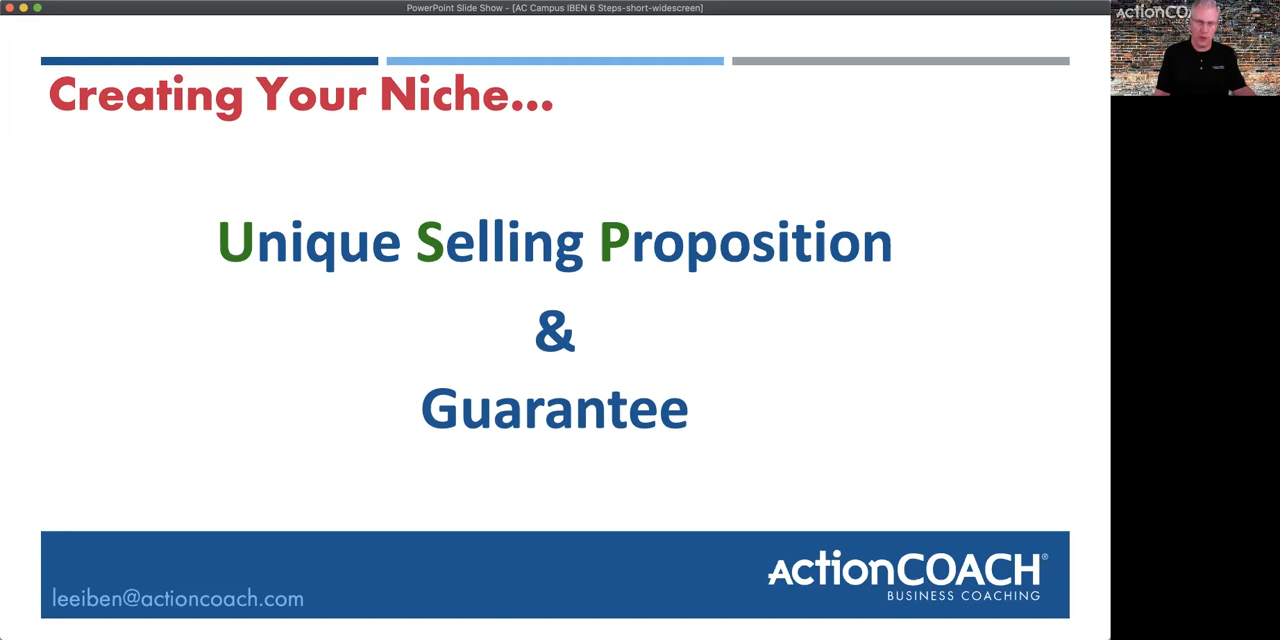 PowerPoint Slide Show - [AC Campus IBEN 6 Steps-short-widescreen]
ActionCO
Creating Your Niche...
Unique Selling Proposition
&
Guarantee
leeiben@actioncoach.com
ActionCOACH®
BUSINESS COACHING